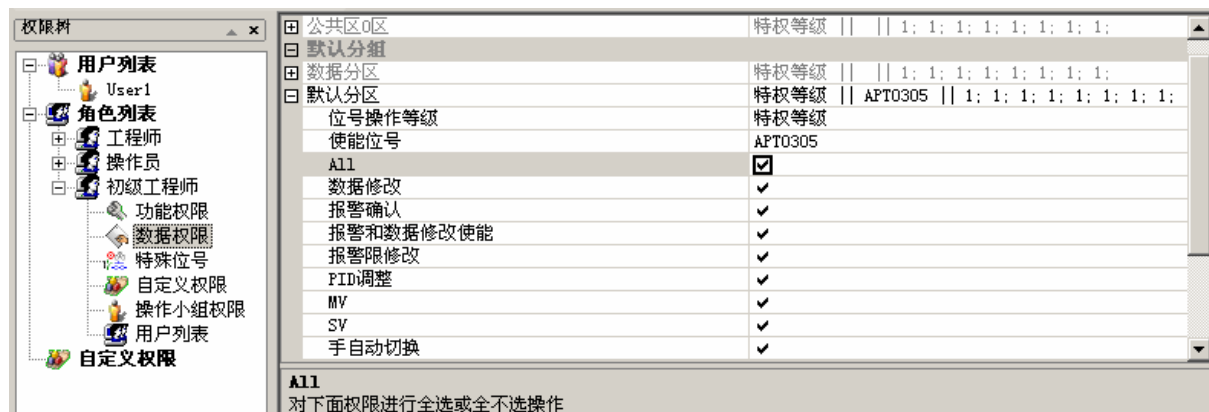 权限树
用户列表
User1
角色列表
工程师
操作员
初级工程师
功能权限
数据权限
特殊位号
自定义权限
操作小组权限
用户列表
自定义权限
公共区0区 特权等级 || || 1; 1; 1; 1; 1; 1; 1; 1;
默认分组
数据分区 特权等级 || || 1; 1; 1; 1; 1; 1; 1; 1;
默认分区 特权等级 || APT0305 || 1; 1; 1; 1; 1; 1; 1; 1;
位号操作等级 特权等级
使能位号 APT0305
All
数据修改
报警确认
报警和数据修改使能
报警限修改
PID调整
MV
SV
手自动切换
All
对下面权限进行全选或全不选操作